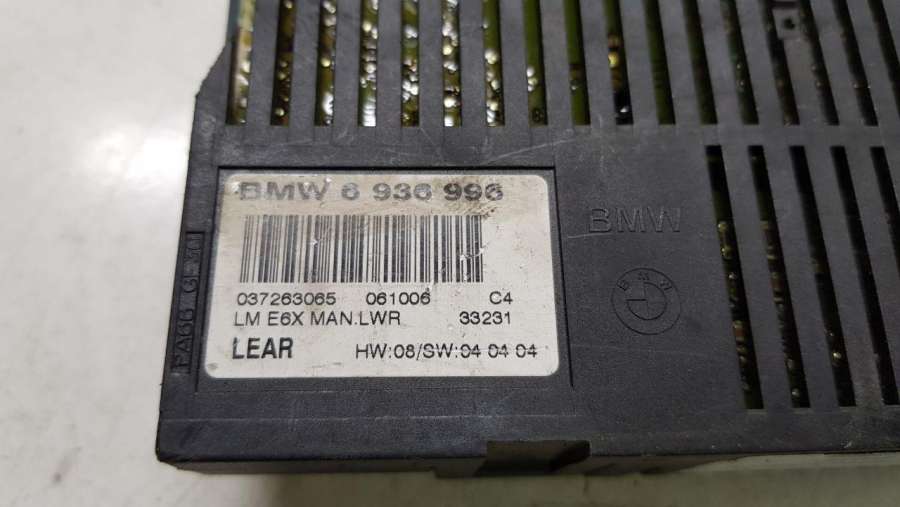 BMW 6 936 996
037263065 061006 C4
LM E6X MAN.LWR 33231
LEAR HW:08/SW:04 04 04
BMW
BMW